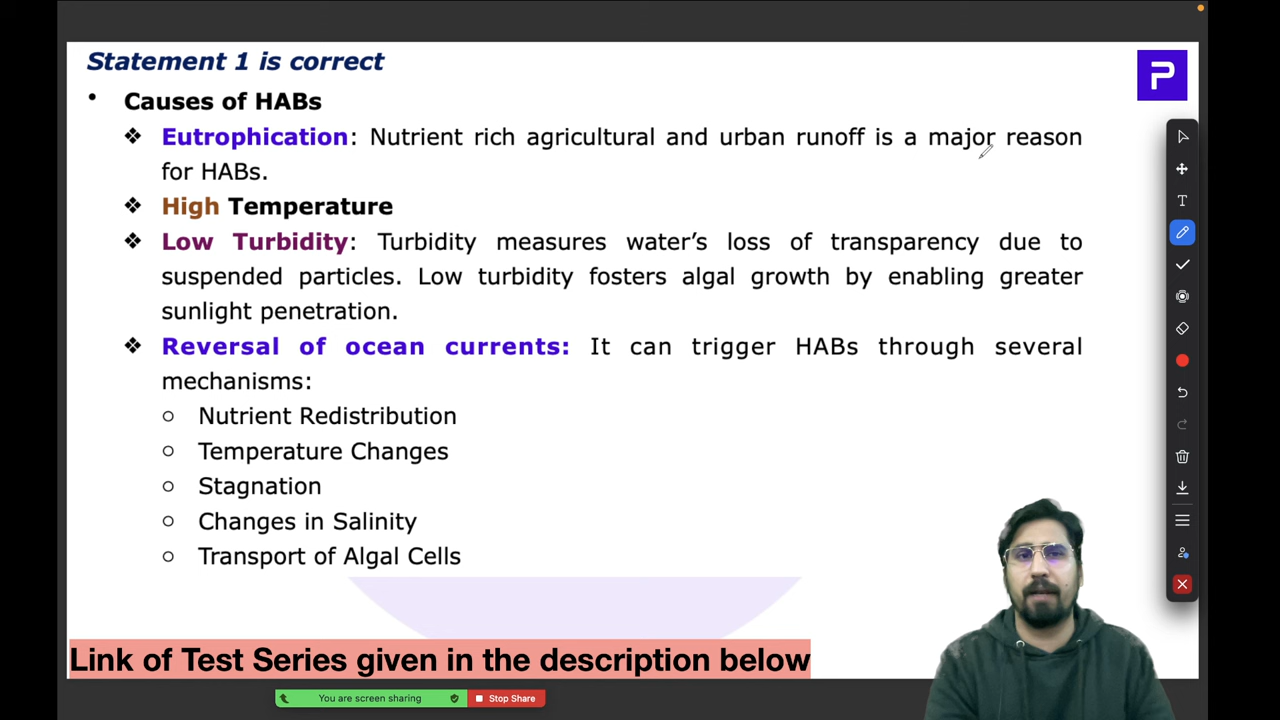 Statement 1 is correct
P
• Causes of HABs
❖ Eutrophication: Nutrient rich agricultural and urban runoff is a major reason
for HABs.
❖ High Temperature
❖ Low Turbidity: Turbidity measures water’s loss of transparency due to
suspended particles. Low turbidity fosters algal growth by enabling greater
sunlight penetration.
❖ Reversal of ocean currents: It can trigger HABs through several
mechanisms:
○ Nutrient Redistribution
○ Temperature Changes
○ Stagnation
○ Changes in Salinity
○ Transport of Algal Cells
Link of Test Series given in the description below
You are screen sharing
Stop Share
T